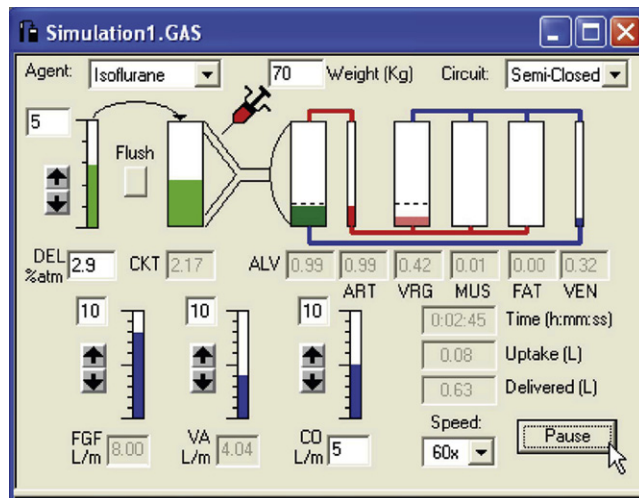 Simulation1.GAS
Agent: Isoflurane 70 Weight (Kg) Circuit: Semi-Closed
5
Flush
DEL %atm 2.9 CKT 2.17 ALV 0.99 0.99 0.42 0.01 0.00 0.32
ART VRG MUS FAT VEN
10 10 10
0:02:45 Time (h:mm:ss)
0.08 Uptake (L)
0.63 Delivered (L)
FGF L/m 8.00 VA L/m 4.04 CO L/m 5
Speed:
60x Pause